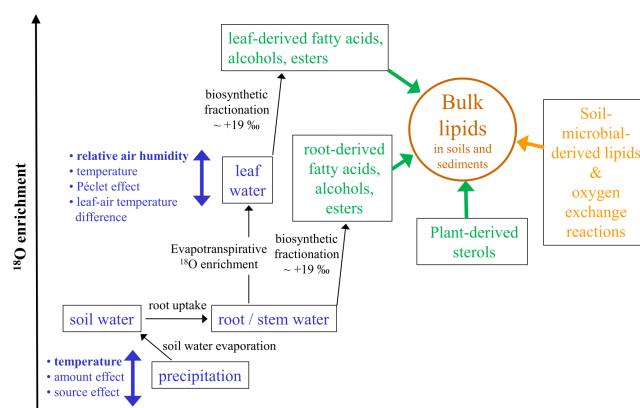 leaf-derived fatty acids,
alcohols, esters
biosynthetic
fractionation
~ +19 ‰
Bulk
lipids
in soils and
sediments
Soil-
microbial-
derived lipids
&
oxygen
exchange
reactions
root-derived
fatty acids,
alcohols,
esters
• relative air humidity
• temperature
• Péclet effect
• leaf-air temperature
difference
leaf
water
Plant-derived
sterols
¹⁸O enrichment
Evapotranspirative
¹⁸O enrichment
biosynthetic
fractionation
~ +19 ‰
root uptake
soil water
root / stem water
soil water evaporation
• temperature
• amount effect
• source effect
precipitation